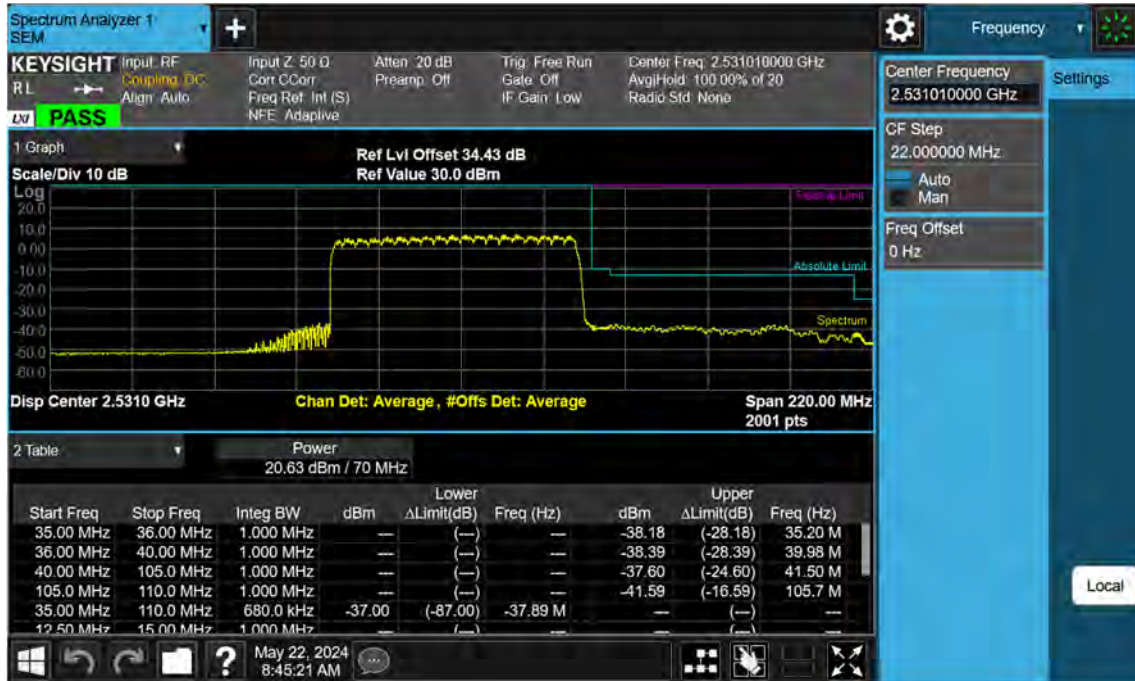 Spectrum Analyzer 1
SEM
Frequency
KEYSIGHT
Input: RF
Coupling: DC
Align: Auto
Input Z: 50 Ω
Corr CCorr
Freq Ref: Int (S)
NFE: Adaptive
Atten: 20 dB
Preamp: Off
Trig: Free Run
Gate: Off
IF Gain: Low
Center Freq: 2.531010000 GHz
Avg|Hold: 100.00% of 20
Radio Std: None
R L
LXI PASS
Center Frequency
2.531010000 GHz
Settings
CF Step
22.000000 MHz
Auto
Man
Freq Offset
0 Hz
1 Graph
Scale/Div 10 dB
Ref Lvl Offset 34.43 dB
Ref Value 30.0 dBm
Log
20.0
10.0
0.00
-10.0
-20.0
-30.0
-40.0
-50.0
-60.0
Absolute Limit
Spectrum
Disp Center 2.5310 GHz
Chan Det: Average, #Offs Det: Average
Span 220.00 MHz
2001 pts
2 Table
Power
20.63 dBm / 70 MHz
Lower Upper
Start Freq Stop Freq Integ BW dBm ΔLimit(dB) Freq (Hz) dBm ΔLimit(dB) Freq (Hz)
35.00 MHz 36.00 MHz 1.000 MHz --- (---) --- -38.18 (-28.18) 35.20 M
36.00 MHz 40.00 MHz 1.000 MHz --- (---) --- -38.39 (-28.39) 39.98 M
40.00 MHz 105.0 MHz 1.000 MHz --- (---) --- -37.60 (-24.60) 41.50 M
105.0 MHz 110.0 MHz 1.000 MHz --- (---) --- -41.59 (-16.59) 105.7 M
35.00 MHz 110.0 MHz 680.0 kHz -37.00 (-87.00) -37.89 M --- (---) ---
12.50 MHz 15.00 MHz 1.000 MHz --- (---) --- --- (---) ---
Local
?
May 22, 2024
8:45:21 AM